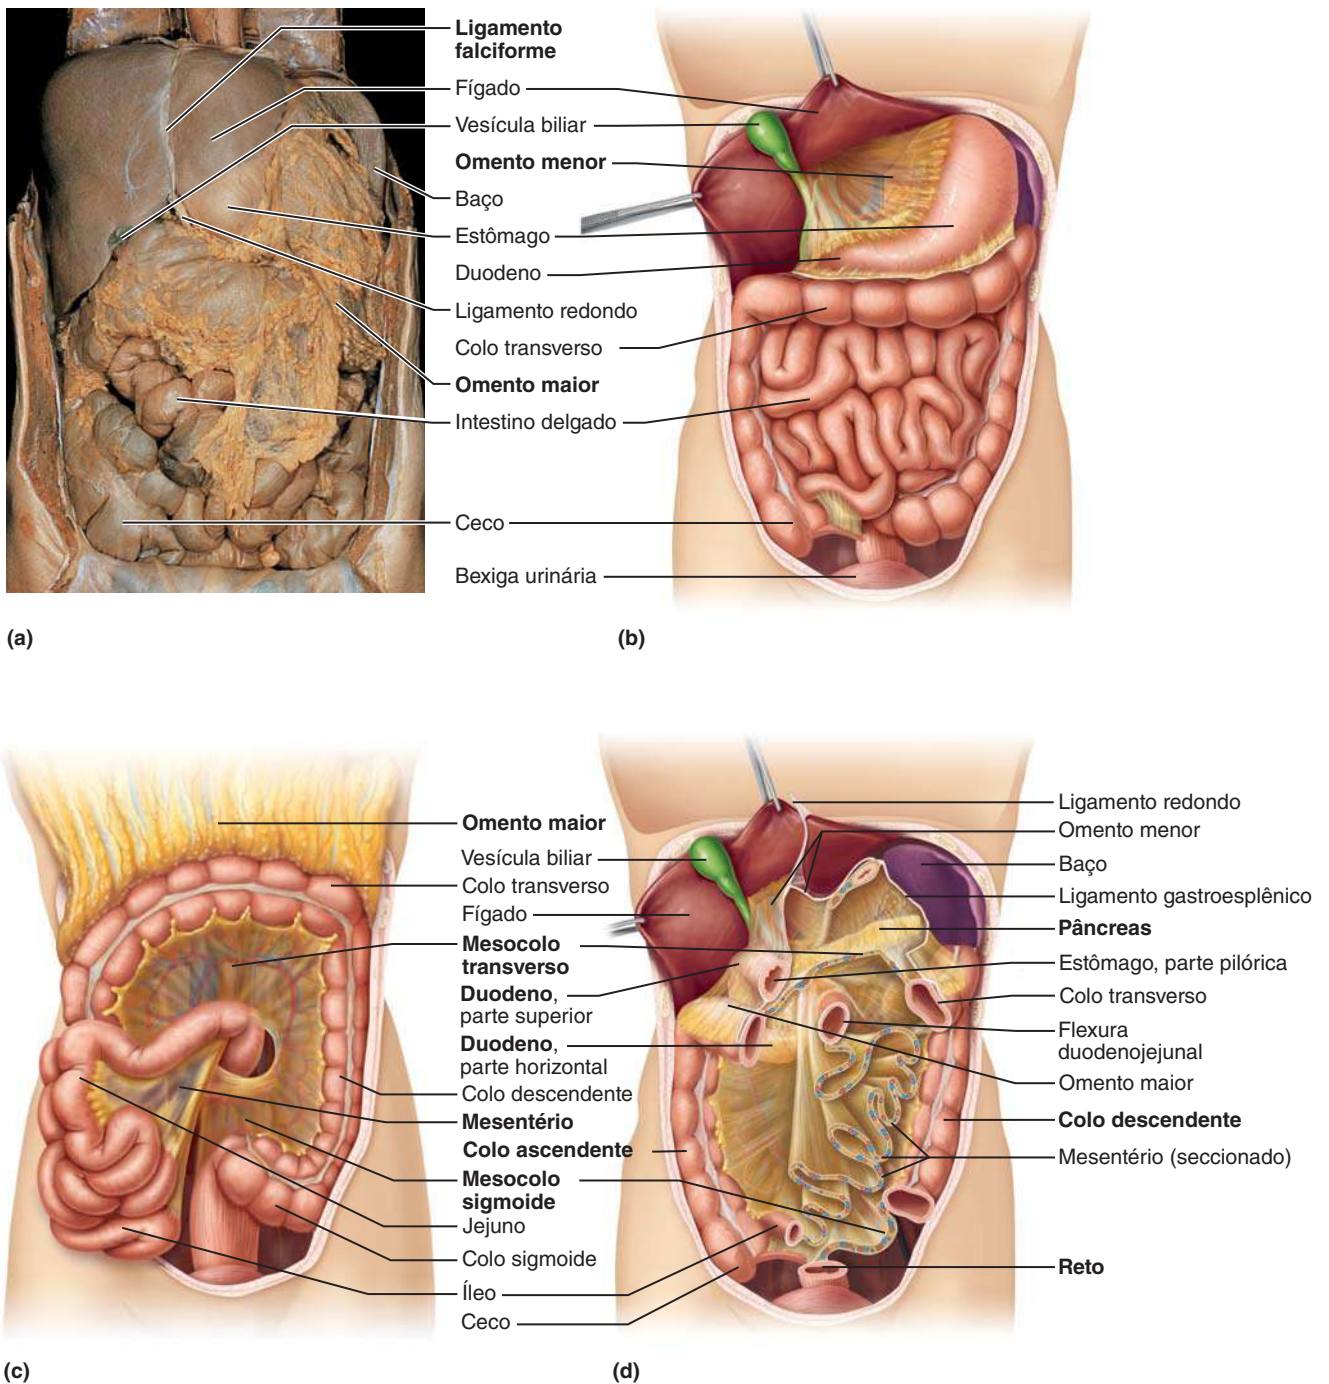 Ligamento
falciforme
Fígado
Vesícula biliar
Omento menor
Baço
Estômago
Duodeno
Ligamento redondo
Colo transverso
Omento maior
Intestino delgado
Ceco
Bexiga urinária
(a)
(b)
Omento maior
Vesícula biliar
Colo transverso
Fígado
Mesocolo
transverso
Duodeno,
parte superior
Duodeno,
parte horizontal
Colo descendente
Mesentério
Colo ascendente
Mesocolo
sigmoide
Jejuno
Colo sigmoide
Íleo
Ceco
Ligamento redondo
Omento menor
Baço
Ligamento gastroesplênico
Pâncreas
Estômago, parte pilórica
Colo transverso
Flexura
duodenojejunal
Omento maior
Colo descendente
Mesentério (seccionado)
Reto
(c)
(d)